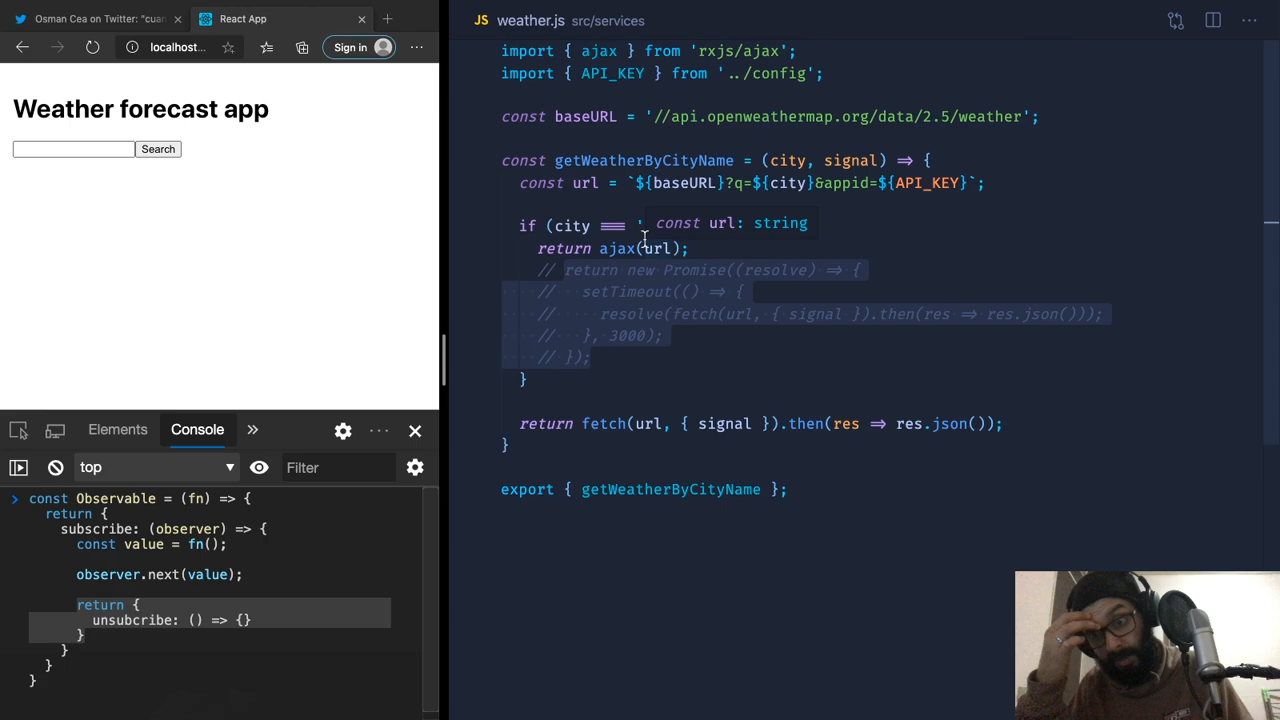 Osman Cea on Twitter: "cuan
React App
localhost...
Sign in
Weather forecast app
Search
Elements
Console
top
Filter
const Observable = (fn) => {
return {
subscribe: (observer) => {
const value = fn();
observer.next(value);
return {
unsubcribe: () => {}
}
}
}
}
JS weather.js src/services
import { ajax } from 'rxjs/ajax';
import { API_KEY } from '../config';
const baseURL = '//api.openweathermap.org/data/2.5/weather';
const getWeatherByCityName = (city, signal) => {
const url = `${baseURL}?q=${city}&appid=${API_KEY}`;
if (city === '
const url: string
return ajax(url);
// return new Promise((resolve) => {
// setTimeout(() => {
// resolve(fetch(url, { signal }).then(res => res.json()));
// }, 3000);
// });
}
return fetch(url, { signal }).then(res => res.json());
}
export { getWeatherByCityName };